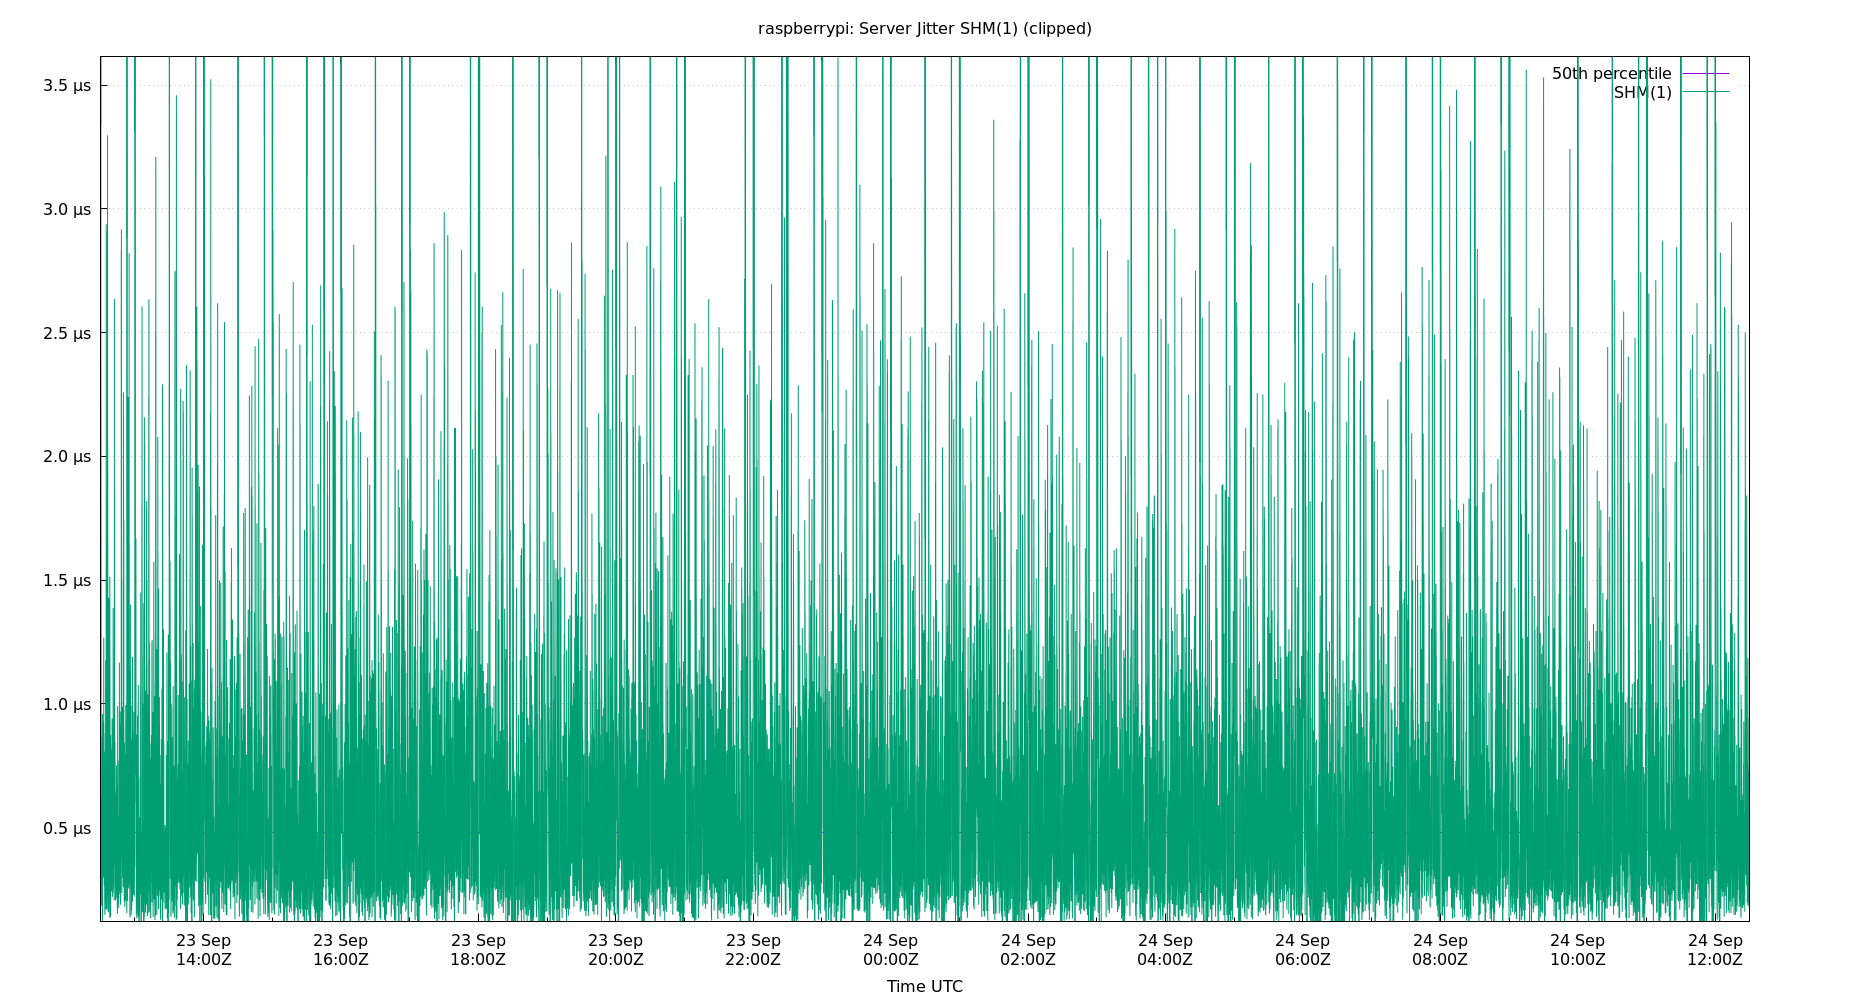 raspberrypi: Server Jitter SHM(1) (clipped)
50th percentile
SHM(1)
3.5 µs
3.0 µs
2.5 µs
2.0 µs
1.5 µs
1.0 µs
0.5 µs
23 Sep 23 Sep 23 Sep 23 Sep 23 Sep 24 Sep 24 Sep 24 Sep 24 Sep 24 Sep 24 Sep 24 Sep
14:00Z 16:00Z 18:00Z 20:00Z 22:00Z 00:00Z 02:00Z 04:00Z 06:00Z 08:00Z 10:00Z 12:00Z
Time UTC